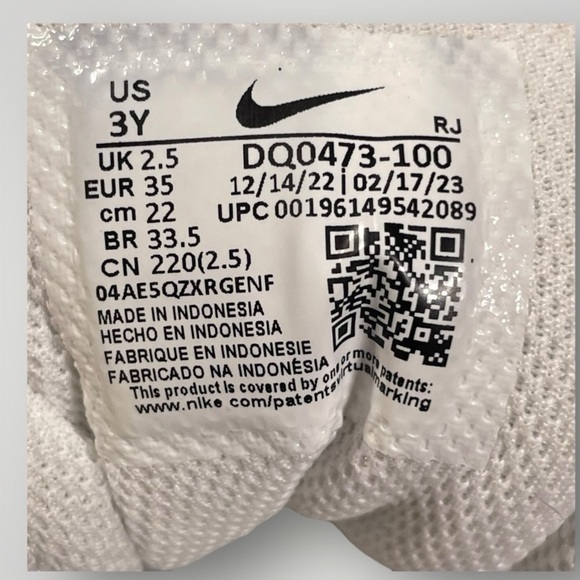 US
3Y
RJ
UK 2.5
DQ0473-100
EUR 35
12/14/22 | 02/17/23
cm 22
UPC 00196149542089
BR 33.5
CN 220(2.5)
04AE5QZXRGENF
MADE IN INDONESIA
HECHO EN INDONESIA
FABRIQUE EN INDONESIE
FABRICADO NA INDONÉSIA
This product is covered by one or more patents:
www.nike com/patentsvirtualmarking